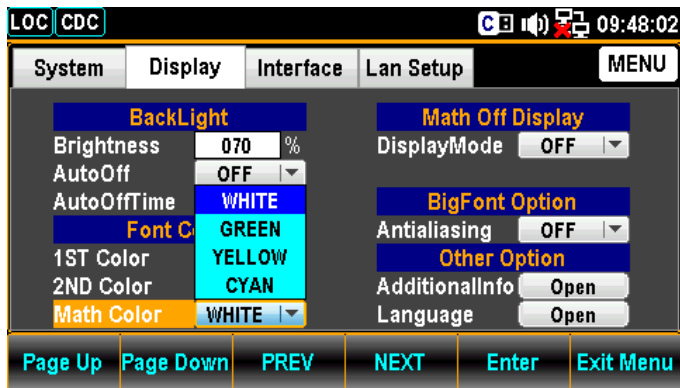 LOC CDC C 09:48:02
System Display Interface Lan Setup MENU
BackLight
Brightness 070 %
AutoOff OFF
AutoOffTime
WHITE
GREEN
YELLOW
CYAN
Font C
1ST Color
2ND Color
Math Color WHITE
Math Off Display
DisplayMode OFF
BigFont Option
Antialiasing OFF
Other Option
AdditionalInfo Open
Language Open
Page Up Page Down PREV NEXT Enter Exit Menu